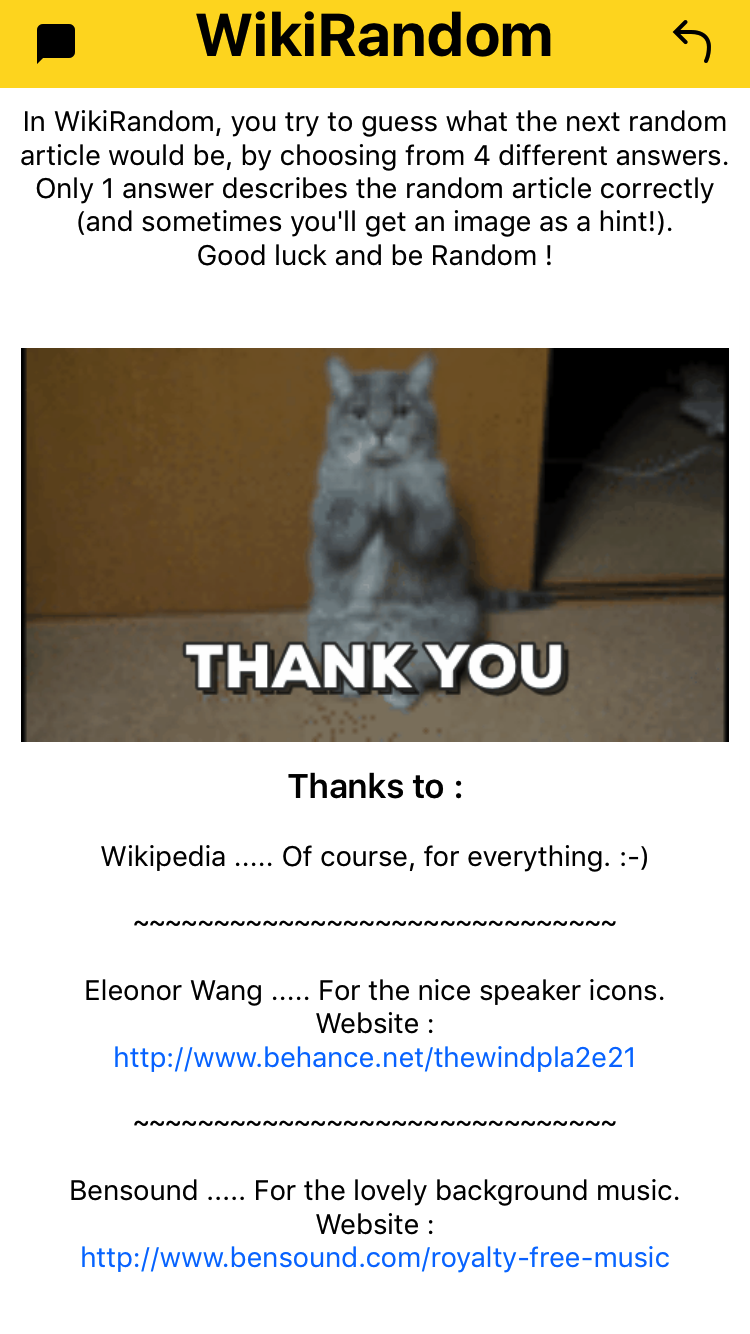 WikiRandom
In WikiRandom, you try to guess what the next random
article would be, by choosing from 4 different answers.
Only 1 answer describes the random article correctly
(and sometimes you'll get an image as a hint!).
Good luck and be Random !
THANK YOU
Thanks to :
Wikipedia ..... Of course, for everything. :-)
~~~~~~~~~~~~~~~~~~~~~~~~~~~~~~
Eleonor Wang ..... For the nice speaker icons.
Website :
http://www.behance.net/thewindpla2e21
~~~~~~~~~~~~~~~~~~~~~~~~~~~~~~
Bensound ..... For the lovely background music.
Website :
http://www.bensound.com/royalty-free-music